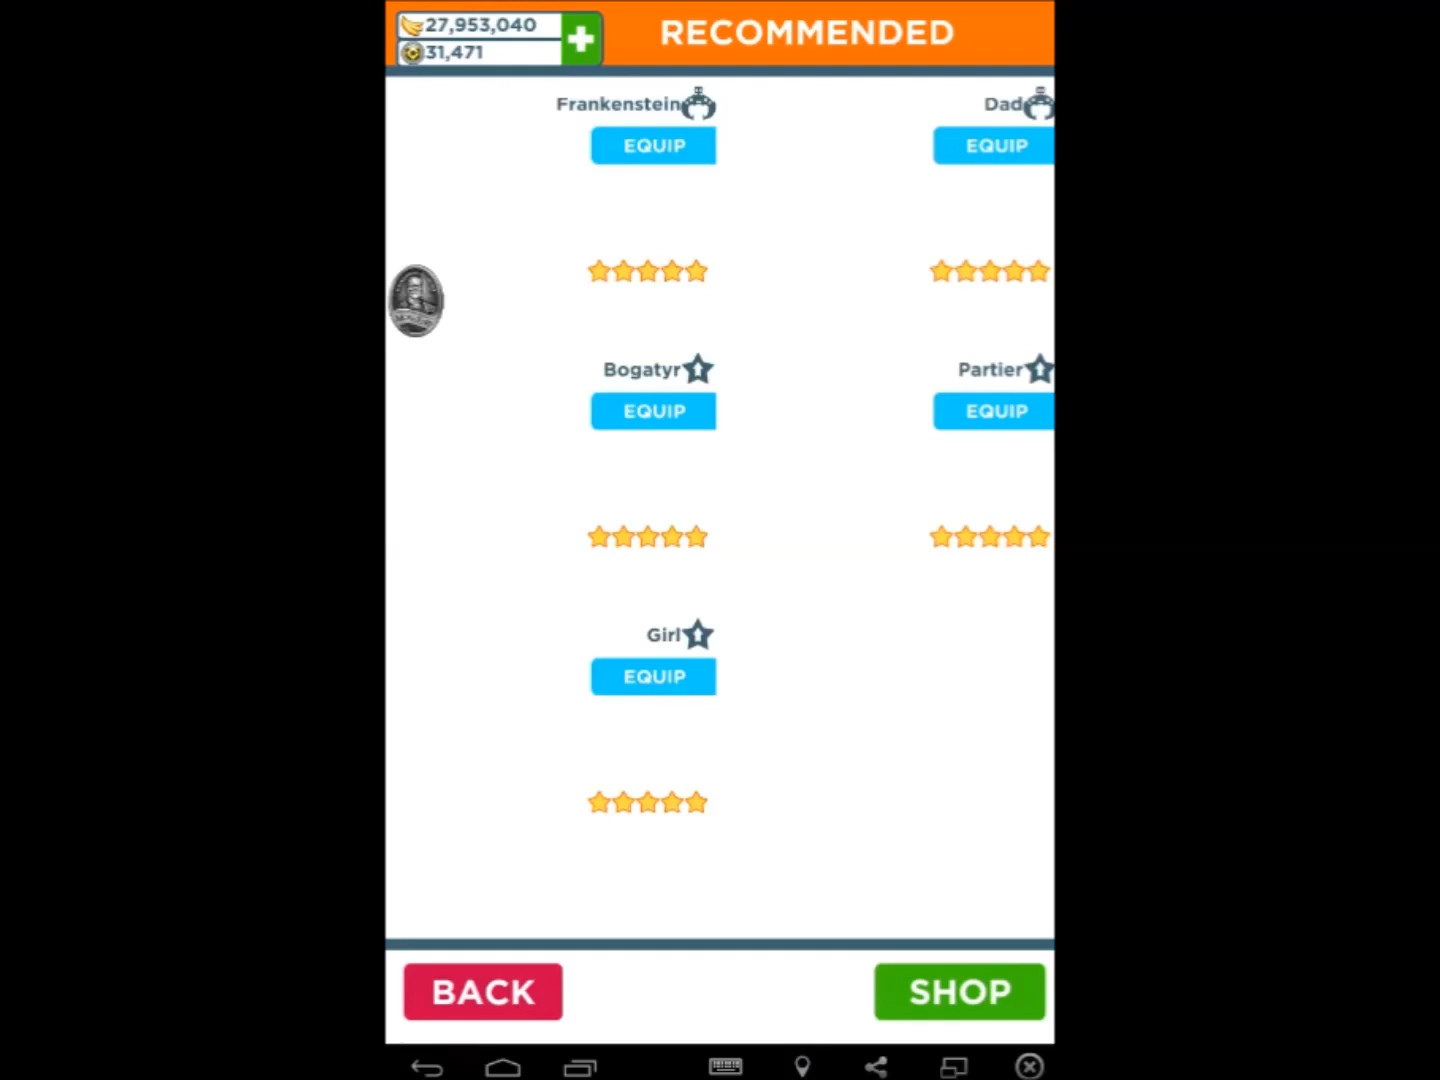 27,953,040
31,471
RECOMMENDED
Frankenstein
Dad
EQUIP
EQUIP
Bogatyr
Partier
EQUIP
EQUIP
Girl
EQUIP
BACK
SHOP